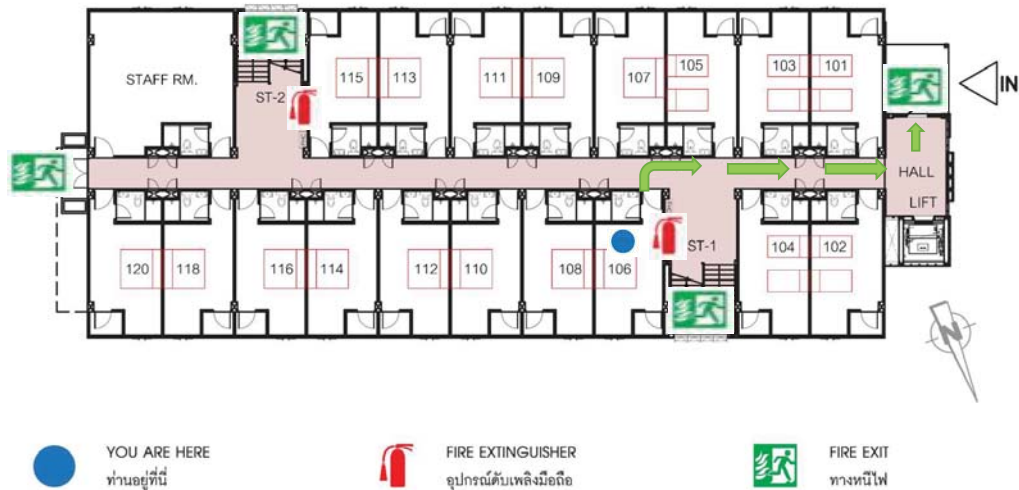 STAFF RM.
ST-2
115
113
111
109
107
105
103
101
IN
HALL
LIFT
ST-1
120
118
116
114
112
110
108
106
104
102
N
YOU ARE HERE
ท่านอยู่ที่นี่
FIRE EXTINGUISHER
อุปกรณ์ดับเพลิงมือถือ
FIRE EXIT
ทางหนีไฟ